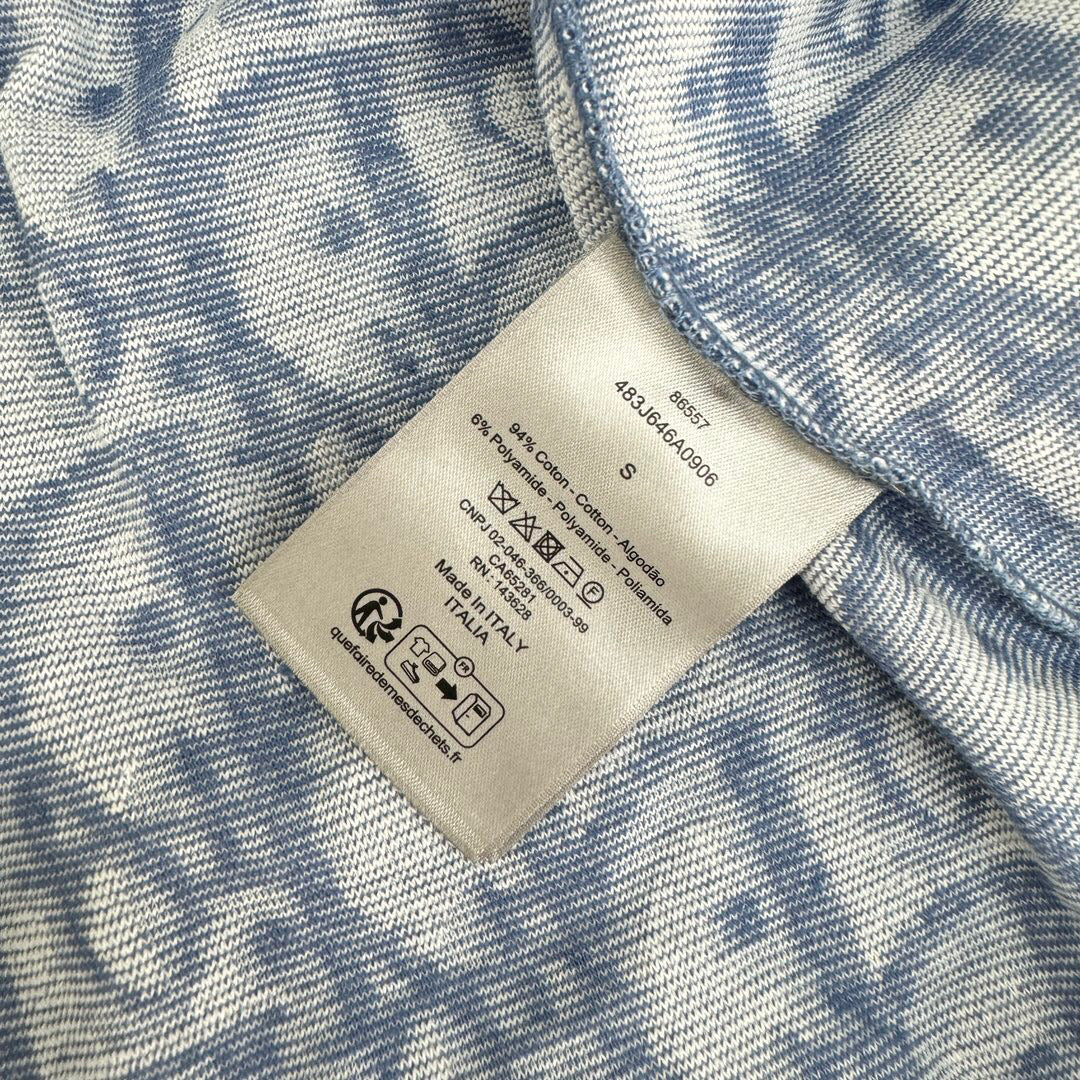 86557
483J646A0906
S
94% Coton - Cotton - Algodão
6% Polyamide - Polyamide - Poliamida
F
CNPJ 02-046-366/0003-99
CA65281
RN : 143628
Made In ITALY
ITALIA
FR
quefairedemesdechets.fr